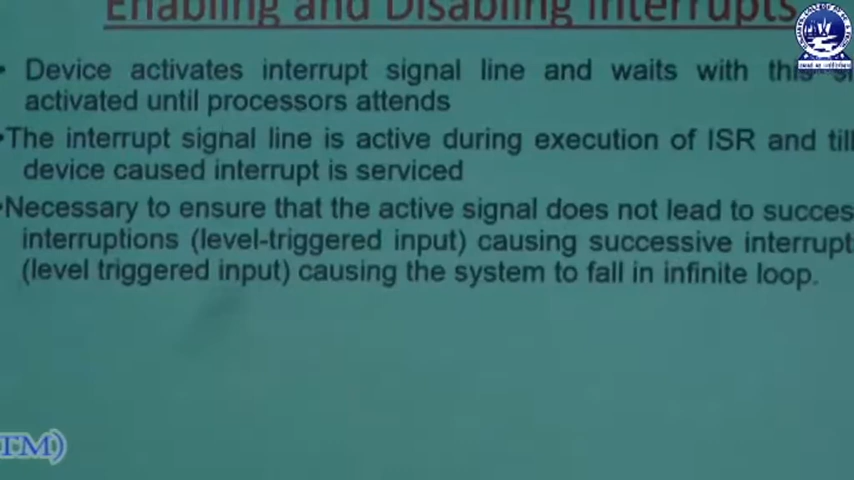 Enabling and Disabling Interrupts
• Device activates interrupt signal line and waits with this
activated until processors attends
•The interrupt signal line is active during execution of ISR and till
device caused interrupt is serviced
•Necessary to ensure that the active signal does not lead to
interruptions (level-triggered input) causing successive interrupt
(level triggered input) causing the system to fall in infinite loop.
TM)